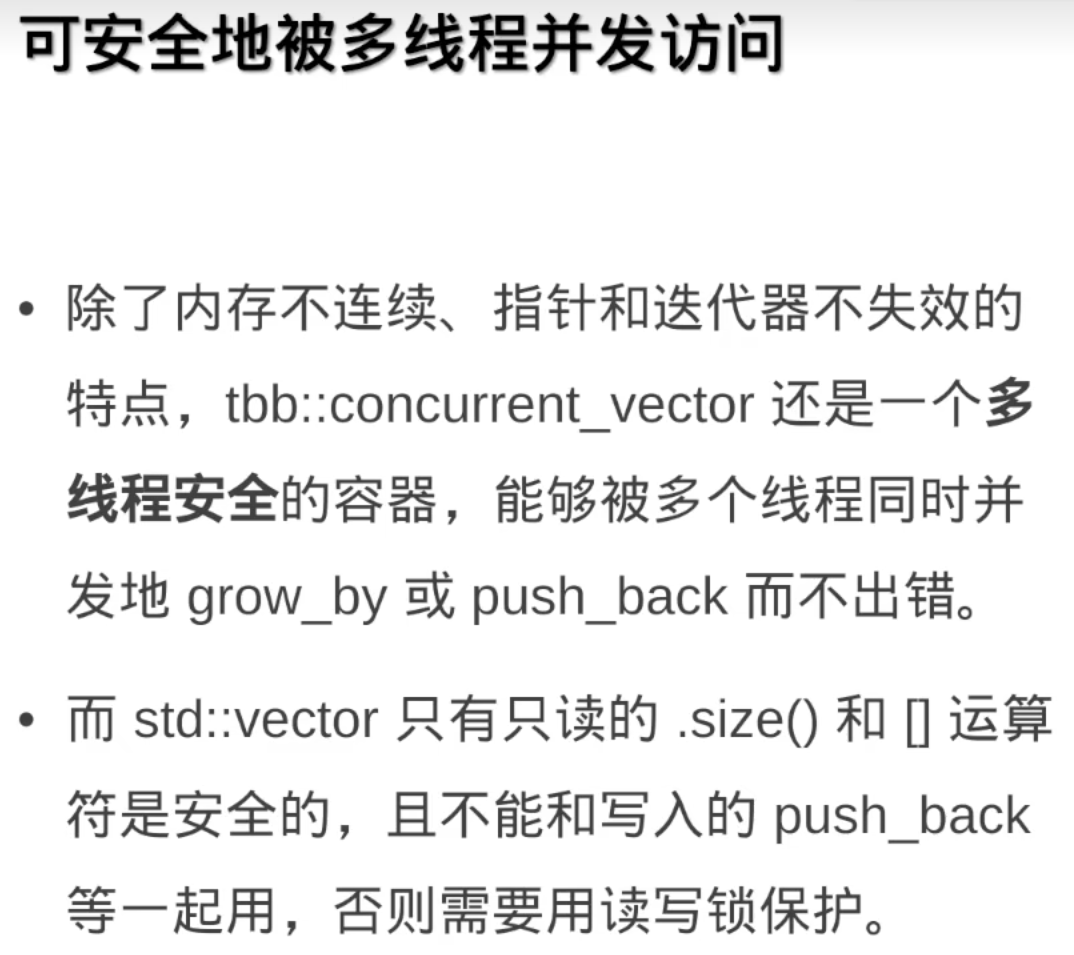 可安全地被多线程并发访问
• 除了内存不连续、指针和迭代器不失效的
特点，tbb::concurrent_vector 还是一个多
线程安全的容器，能够被多个线程同时并
发地 grow_by 或 push_back 而不出错。
• 而 std::vector 只有只读的 .size() 和 [] 运算
符是安全的，且不能和写入的 push_back
等一起用，否则需要用读写锁保护。